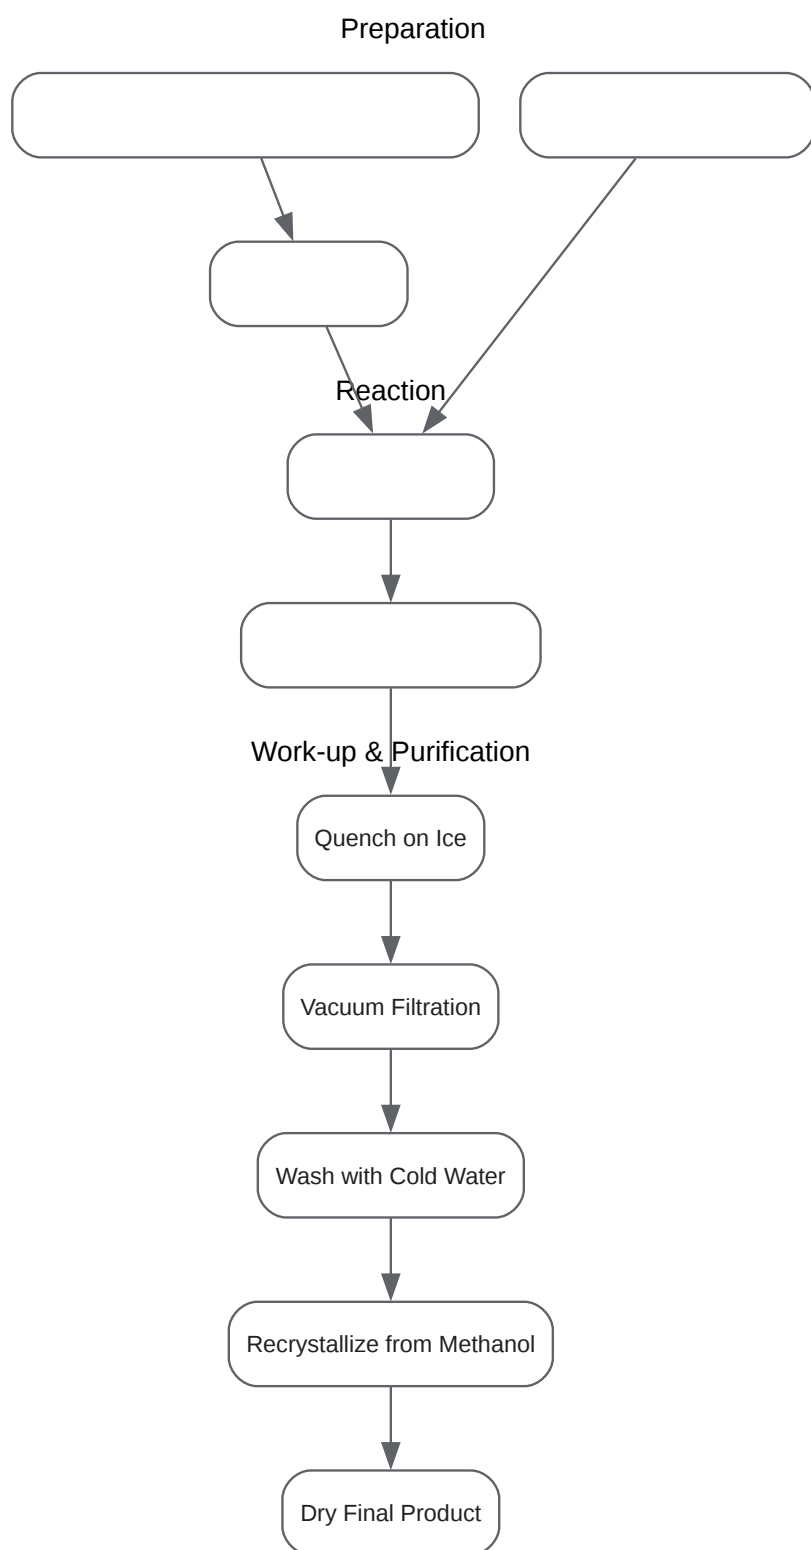 Preparation
Reaction
Work-up & Purification
Quench on Ice
Vacuum Filtration
Wash with Cold Water
Recrystallize from Methanol
Dry Final Product